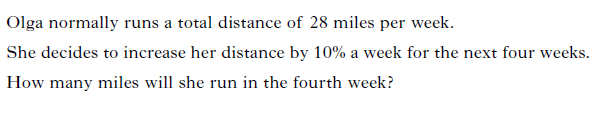 Olga normally runs a total distance of 28 miles per week.
She decides to increase her distance by 10% a week for the next four weeks.
How many miles will she run in the fourth week?